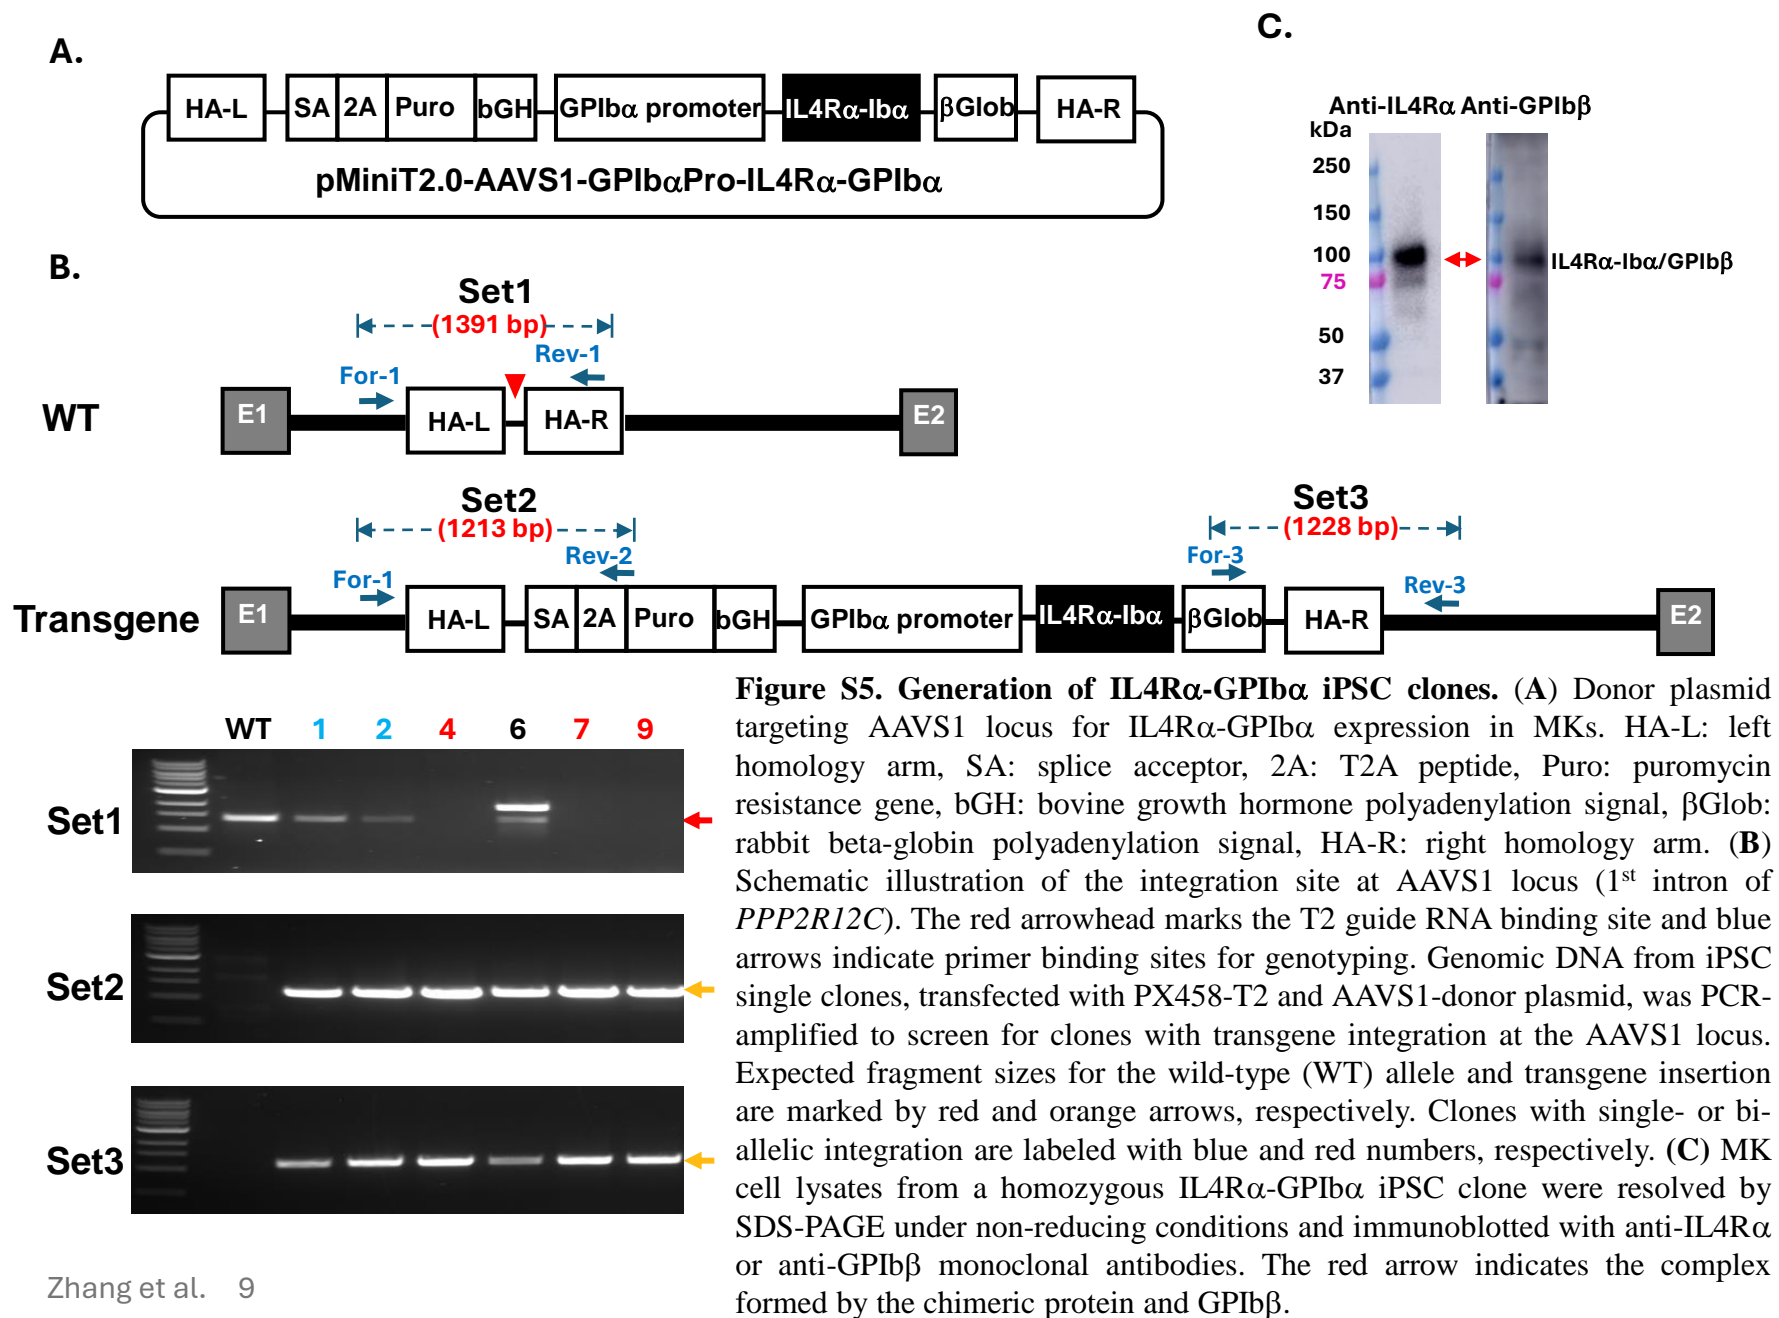 A.
HA-L SA 2A Puro bGH GPIbα promoter IL4Rα-Ibα βGlob HA-R
pMiniT2.0-AAVS1-GPIbαPro-IL4Rα-GPIbα
B.
Set1
(1391 bp)
For-1 Rev-1
WT E1 HA-L HA-R E2
Set2 Set3
(1213 bp) (1228 bp)
For-1 Rev-2 For-3 Rev-3
Transgene E1 HA-L SA 2A Puro bGH GPIbα promoter IL4Rα-Ibα βGlob HA-R E2
WT 1 2 4 6 7 9
Set1
Set2
Set3
C.
Anti-IL4Rα Anti-GPIbβ
kDa
250
150
100
75
50
37
IL4Rα-Ibα/GPIbβ
Figure S5. Generation of IL4Rα-GPIbα iPSC clones. (A) Donor plasmid
targeting AAVS1 locus for IL4Rα-GPIbα expression in MKs. HA-L: left
homology arm, SA: splice acceptor, 2A: T2A peptide, Puro: puromycin
resistance gene, bGH: bovine growth hormone polyadenylation signal, βGlob:
rabbit beta-globin polyadenylation signal, HA-R: right homology arm. (B)
Schematic illustration of the integration site at AAVS1 locus (1st intron of
PPP2R12C). The red arrowhead marks the T2 guide RNA binding site and blue
arrows indicate primer binding sites for genotyping. Genomic DNA from iPSC
single clones, transfected with PX458-T2 and AAVS1-donor plasmid, was PCR-
amplified to screen for clones with transgene integration at the AAVS1 locus.
Expected fragment sizes for the wild-type (WT) allele and transgene insertion
are marked by red and orange arrows, respectively. Clones with single- or bi-
allelic integration are labeled with blue and red numbers, respectively. (C) MK
cell lysates from a homozygous IL4Rα-GPIbα iPSC clone were resolved by
SDS-PAGE under non-reducing conditions and immunoblotted with anti-IL4Rα
or anti-GPIbβ monoclonal antibodies. The red arrow indicates the complex
formed by the chimeric protein and GPIbβ.
Zhang et al. 9